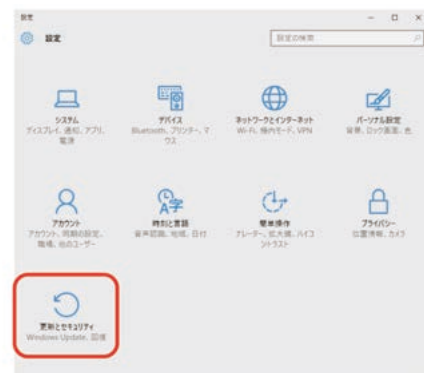 設定
設定
設定の検索
システム
ディスプレイ、通知、アプリ、
電源
デバイス
Bluetooth、プリンター、マ
ウス
ネットワークとインターネット
Wi-Fi、機内モード、VPN
パーソナル設定
背景、ロック画面、色
アカウント
アカウント、同期の設定、
職場、他のユーザー
時刻と言語
音声認識、地域、日付
簡単操作
ナレーター、拡大鏡、ハイコ
ントラスト
プライバシー
位置情報、カメラ
更新とセキュリティ
Windows Update、回復